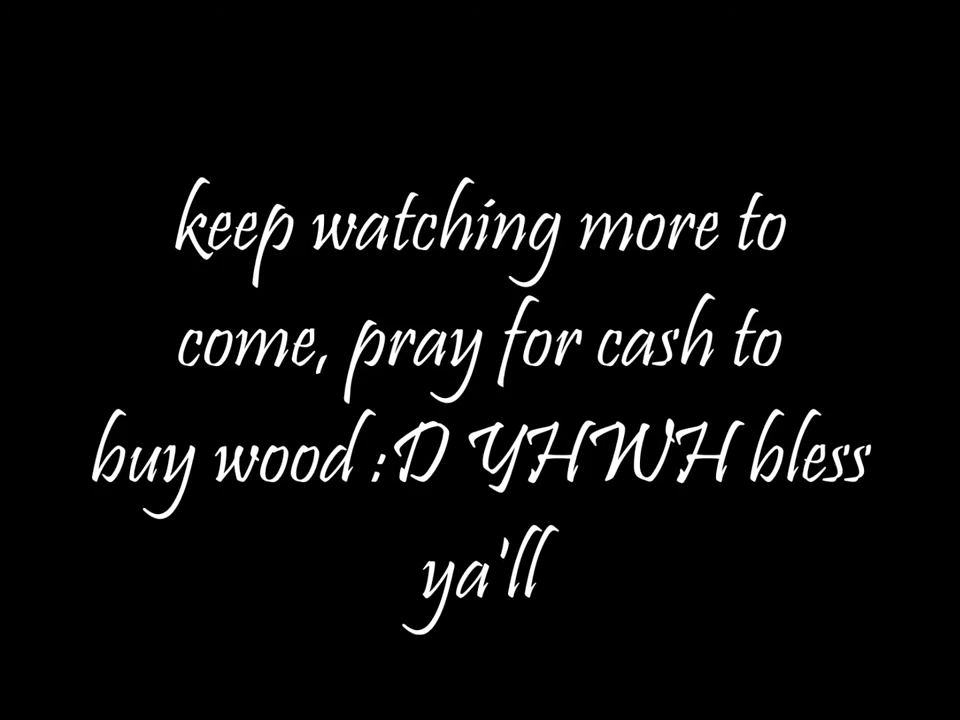 keep watching more to
come, pray for cash to
buy wood :D YHWH bless
ya'll